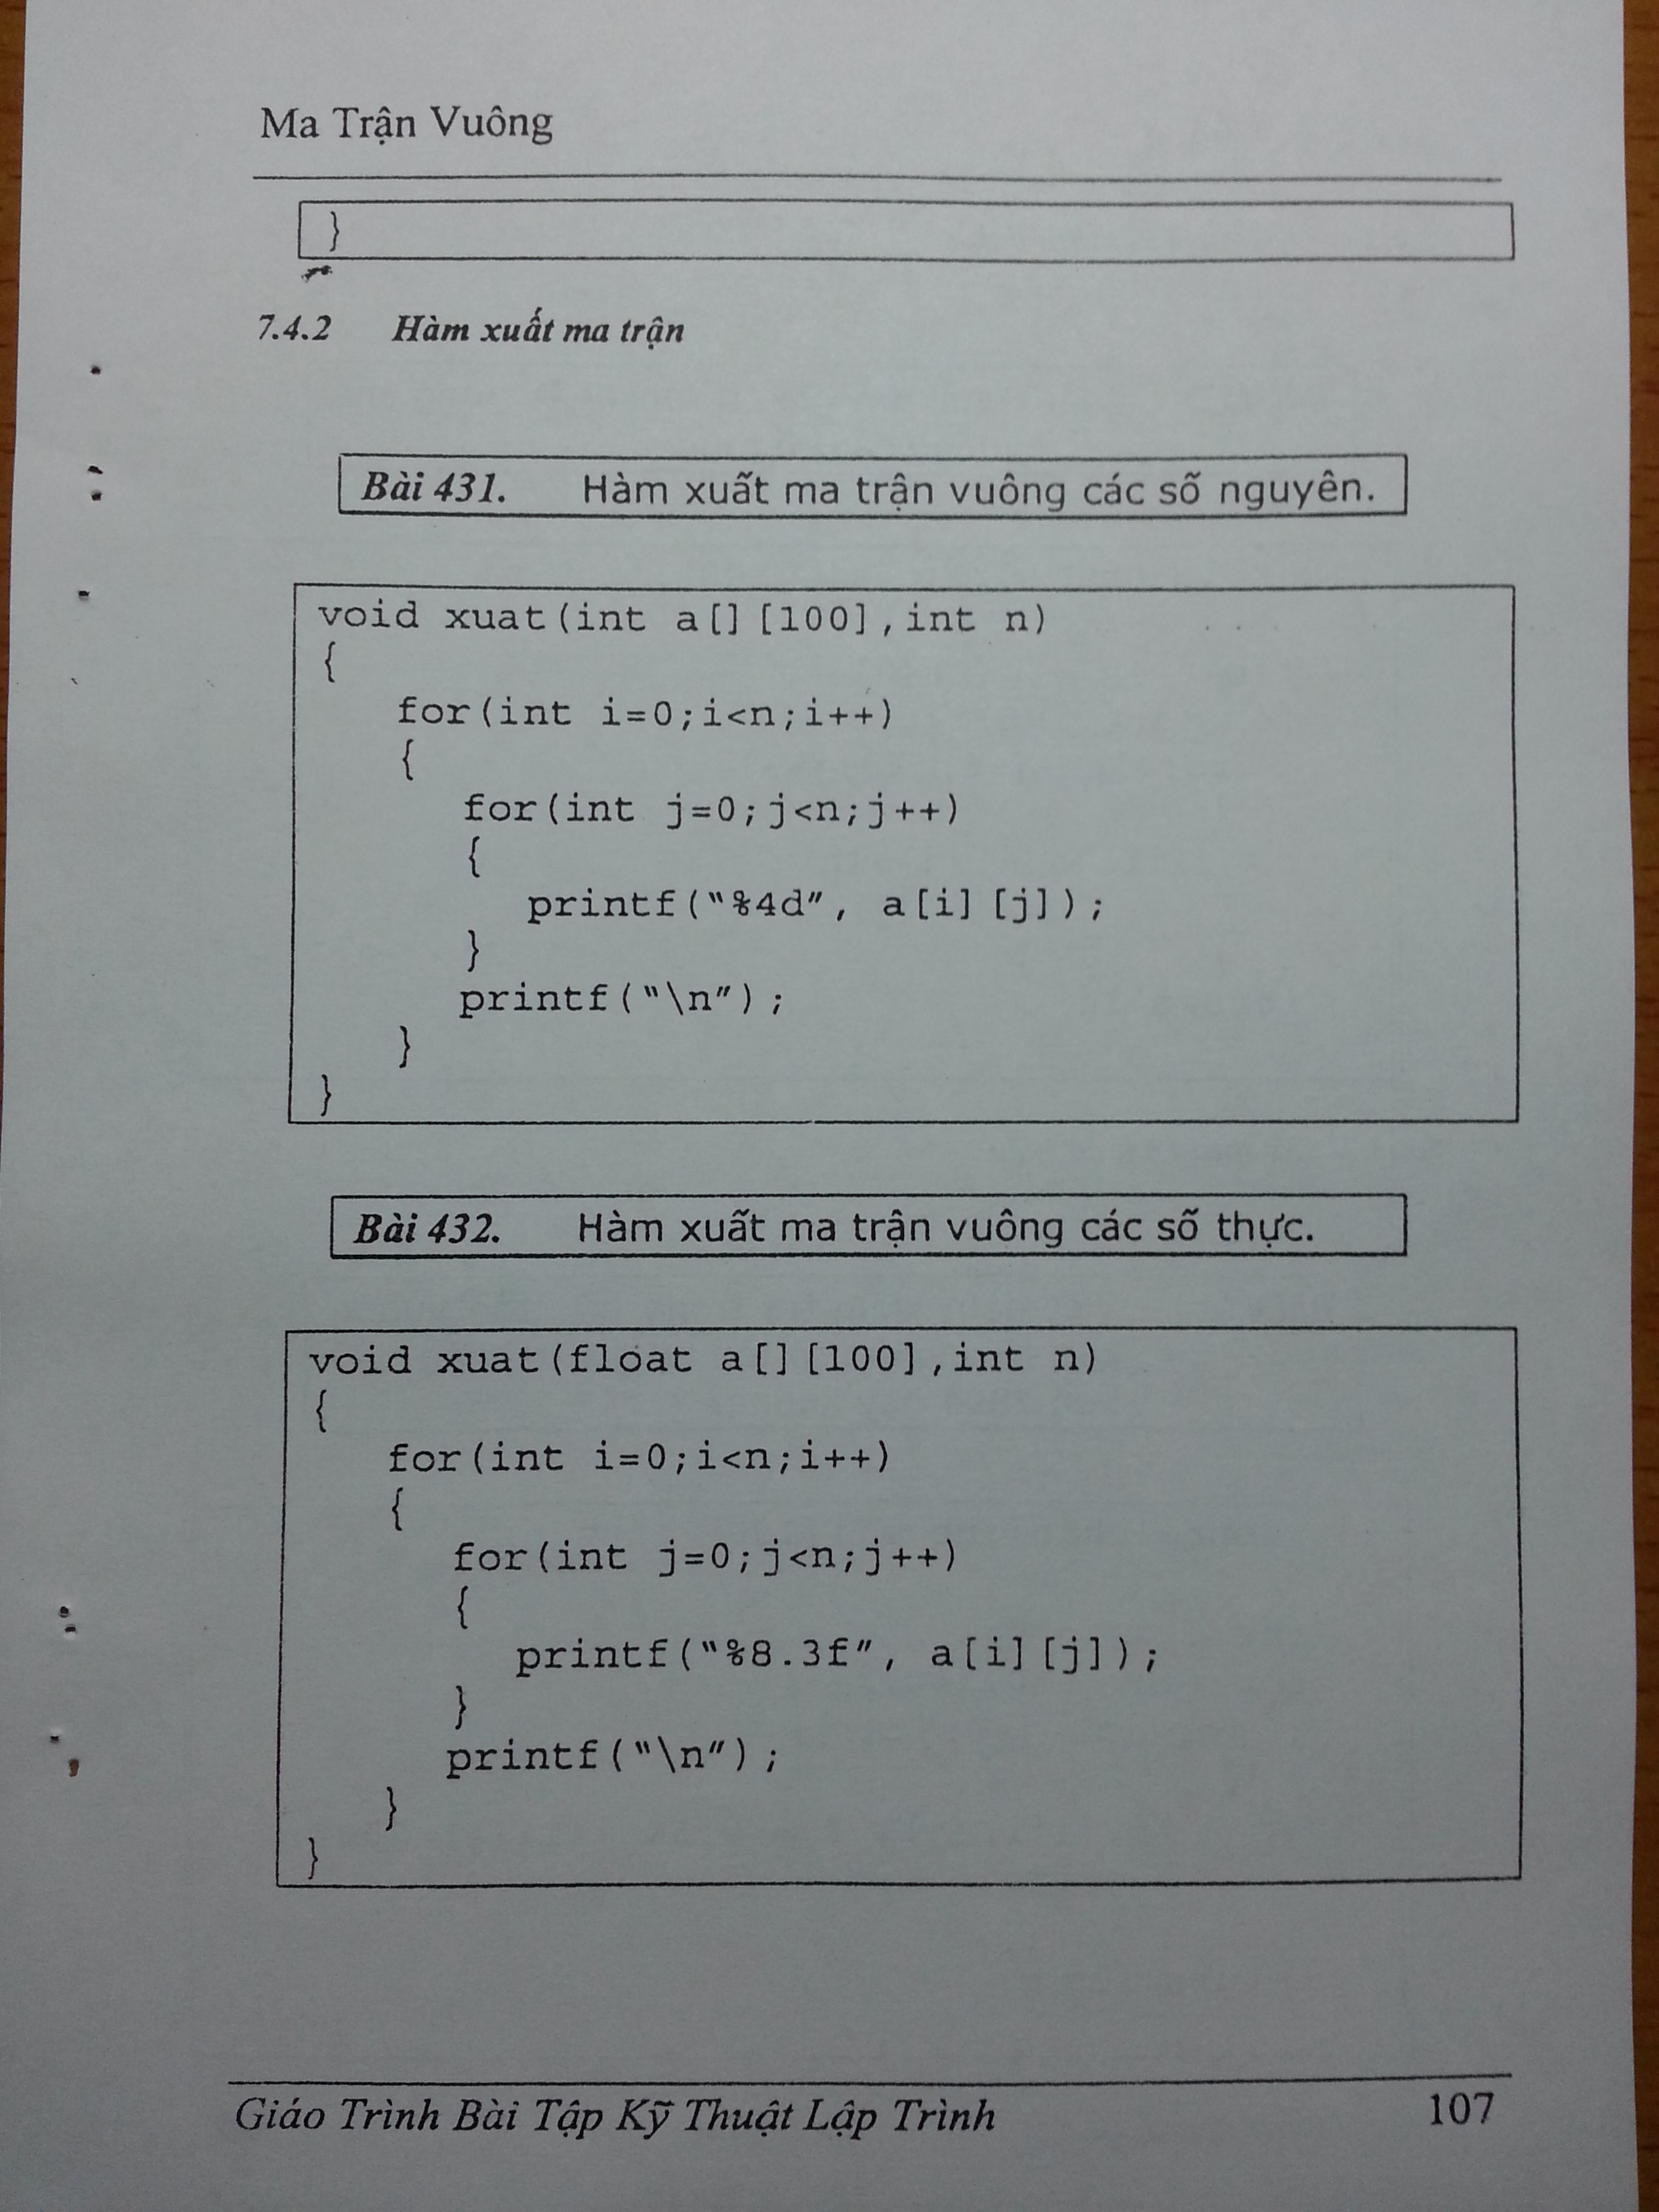 Ma Trận Vuông
}
7.4.2 Hàm xuất ma trận
Bài 431. Hàm xuất ma trận vuông các số nguyên.
void xuat(int a[][100],int n)
{
for(int i=0;i<n;i++)
{
for(int j=0;j<n;j++)
{
printf("%4d", a[i][j]);
}
printf("\n");
}
}
Bài 432. Hàm xuất ma trận vuông các số thực.
void xuat(float a[][100],int n)
{
for(int i=0;i<n;i++)
{
for(int j=0;j<n;j++)
{
printf("%8.3f", a[i][j]);
}
printf("\n");
}
}
Giáo Trình Bài Tập Kỹ Thuật Lập Trình 107